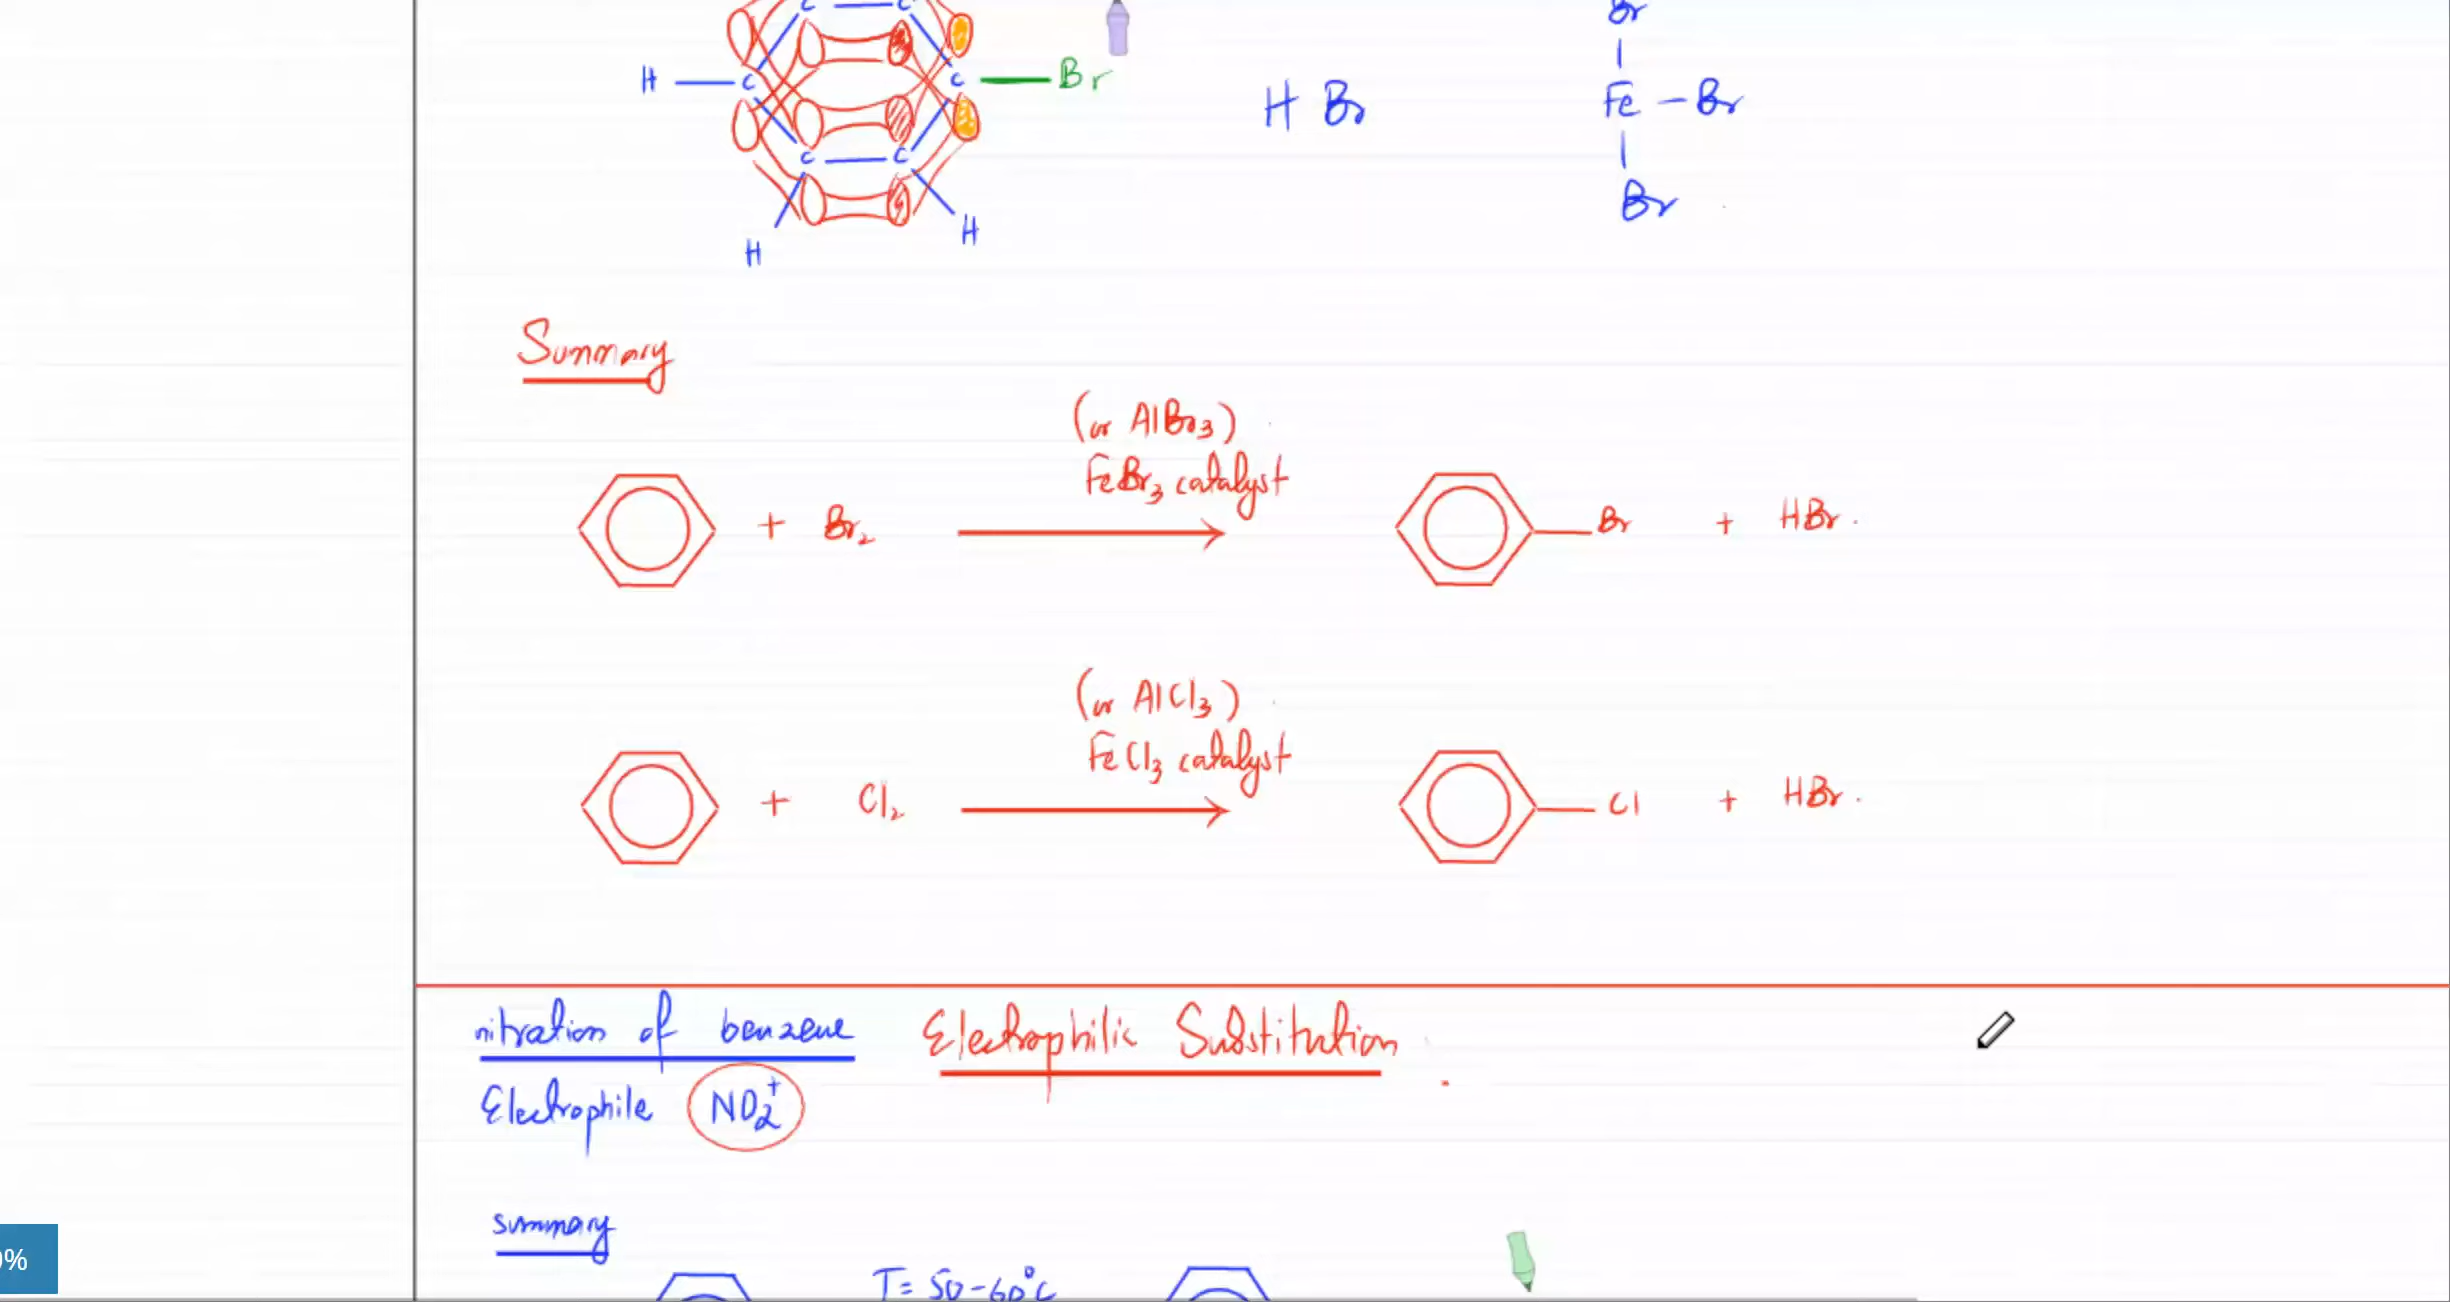 C C
Br
H C C Br
H Br
Fe - Br
C C
Br
H H
Summary
(or AlBr3)
FeBr3 catalyst
+ Br2 Br + HBr.
(or AlCl3)
FeCl3 catalyst
+ Cl2 Cl + HBr.
nitration of benzene Electrophilic Substitution.
Electrophile NO2+
summary
T= 50-60°C
0%